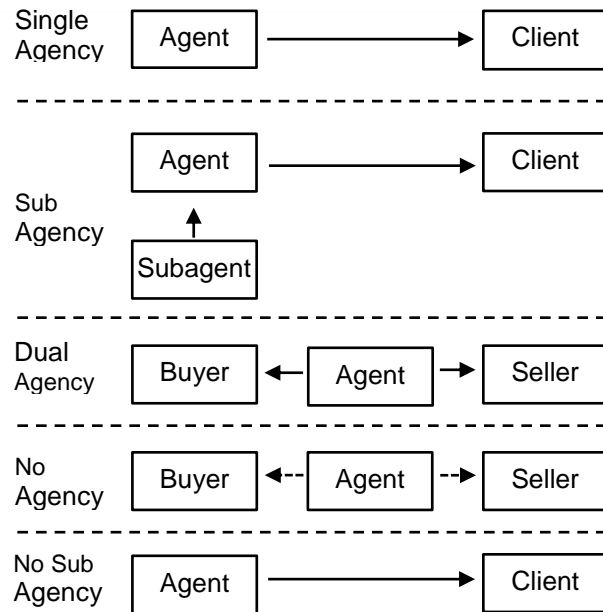 Single
Agency
Agent
Client
Sub
Agency
Agent
Client
Subagent
Dual
Agency
Buyer
Agent
Seller
No
Agency
Buyer
Agent
Seller
No Sub
Agency
Agent
Client